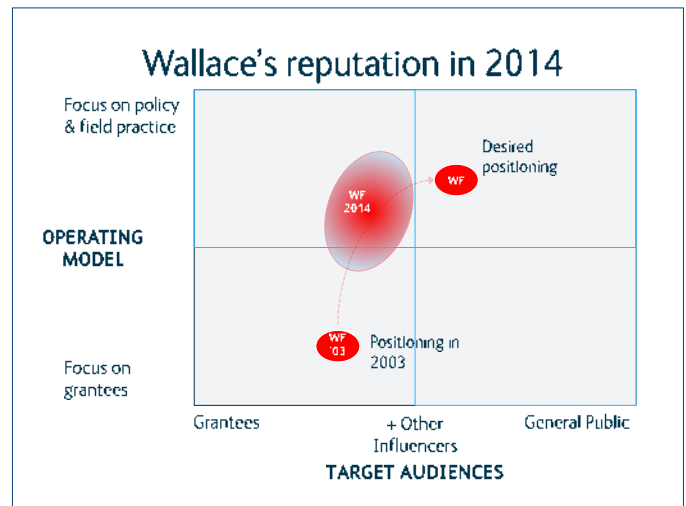 Wallace's reputation in 2014
Focus on policy
& field practice
Desired
positioning
WF
WF
2014
OPERATING
MODEL
WF
'03
Positioning in
2003
Focus on
grantees
Grantees
+ Other
Influencers
General Public
TARGET AUDIENCES